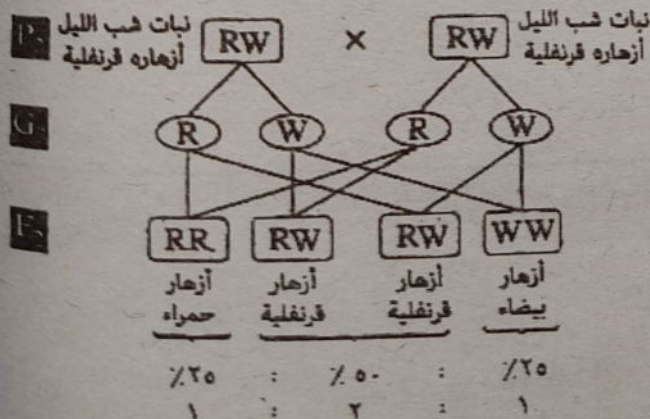 P₁ نبات شب الليل أزهاره قرنفلية RW × RW نبات شب الليل أزهاره قرنفلية
G R W R W
F RR RW RW WW
أزهار حمراء أزهار قرنفلية أزهار قرنفلية أزهار بيضاء
٪٢٥ : ٪٥٠ : ٪٢٥
١ : ٢ : ١